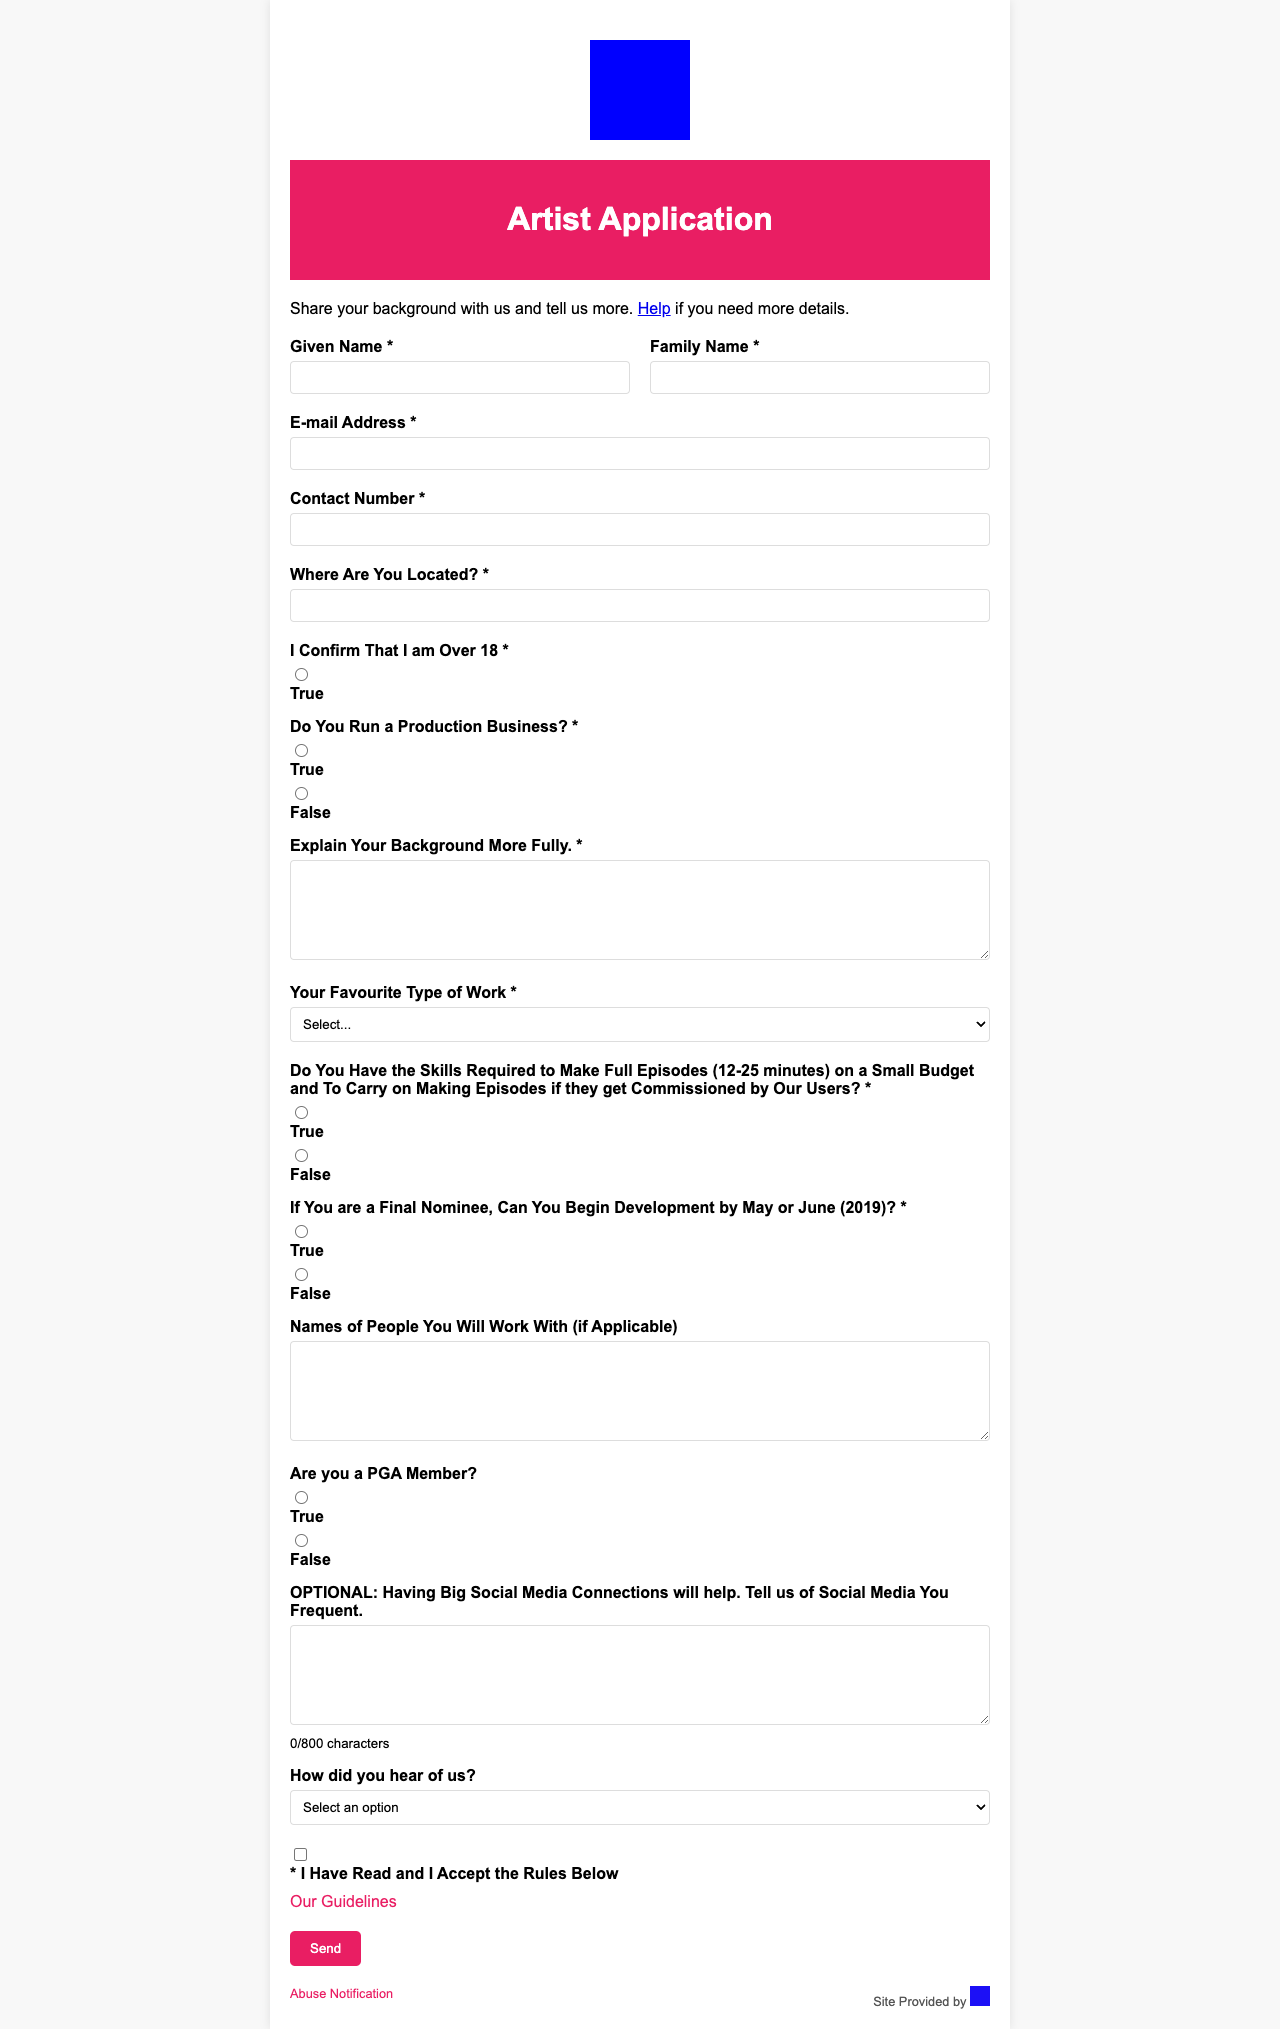 Artist Application
Share your background with us and tell us more. Help if you need more details.
Given Name *
Family Name *
E-mail Address *
Contact Number *
Where Are You Located? *
I Confirm That I am Over 18 *
True
Do You Run a Production Business? *
True
False
Explain Your Background More Fully. *
Your Favourite Type of Work *
Select...
Do You Have the Skills Required to Make Full Episodes (12-25 minutes) on a Small Budget
and To Carry on Making Episodes if they get Commissioned by Our Users? *
True
False
If You are a Final Nominee, Can You Begin Development by May or June (2019)? *
True
False
Names of People You Will Work With (if Applicable)
Are you a PGA Member?
True
False
OPTIONAL: Having Big Social Media Connections will help. Tell us of Social Media You
Frequent.
0/800 characters
How did you hear of us?
Select an option
* I Have Read and I Accept the Rules Below
Our Guidelines
Send
Abuse Notification
Site Provided by